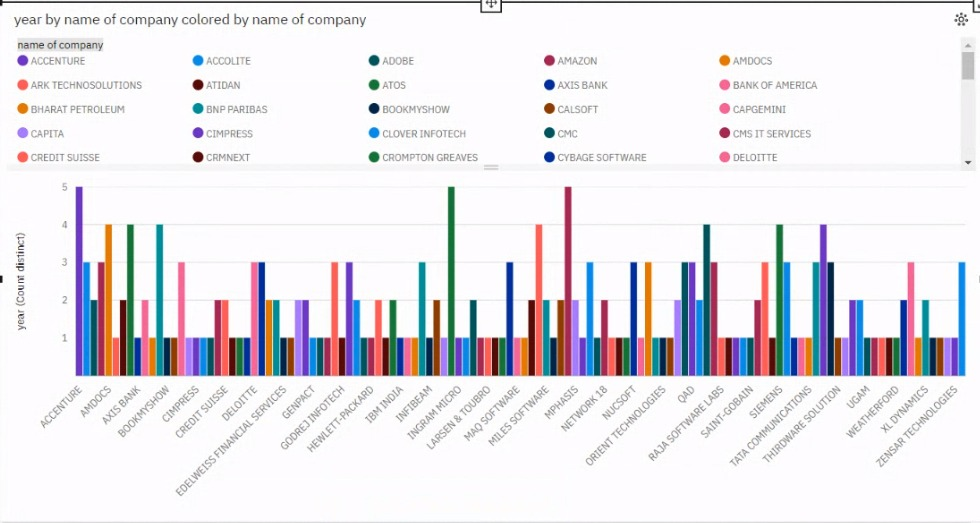 year by name of company colored by name of company
name of company
ACCENTURE ACCOLITE ADOBE AMAZON AMDOCS
ARK TECHNOSOLUTIONS ATIDAN ATOS AXIS BANK BANK OF AMERICA
BHARAT PETROLEUM BNP PARIBAS BOOKMYSHOW CALSOFT CAPGEMINI
CAPITA CIMPRESS CLOVER INFOTECH CMC CMS IT SERVICES
CREDIT SUISSE CRMNEXT CROMPTON GREAVES CYBAGE SOFTWARE DELOITTE
year (Count distinct)
5
4
3
2
1
ACCENTURE
AMDOCS
AXIS BANK
BOOKMYSHOW
CIMPRESS
CREDIT SUISSE
DELOITTE
EDELWEISS FINANCIAL SERVICES
GENPACT
GODREJ INFOTECH
HEWLETT-PACKARD
IBM INDIA
INFIBEAM
INGRAM MICRO
LARSEN & TOUBRO
MAQ SOFTWARE
MILES SOFTWARE
MPHASIS
NETWORK 18
NUCSOFT
ORIENT TECHNOLOGIES
QAD
RAJA SOFTWARE LABS
SAINT-GOBAIN
SIEMENS
TATA COMMUNICATIONS
THIRDWARE SOLUTION
UGAM
WEATHERFORD
XL DYNAMICS
ZENSAR TECHNOLOGIES